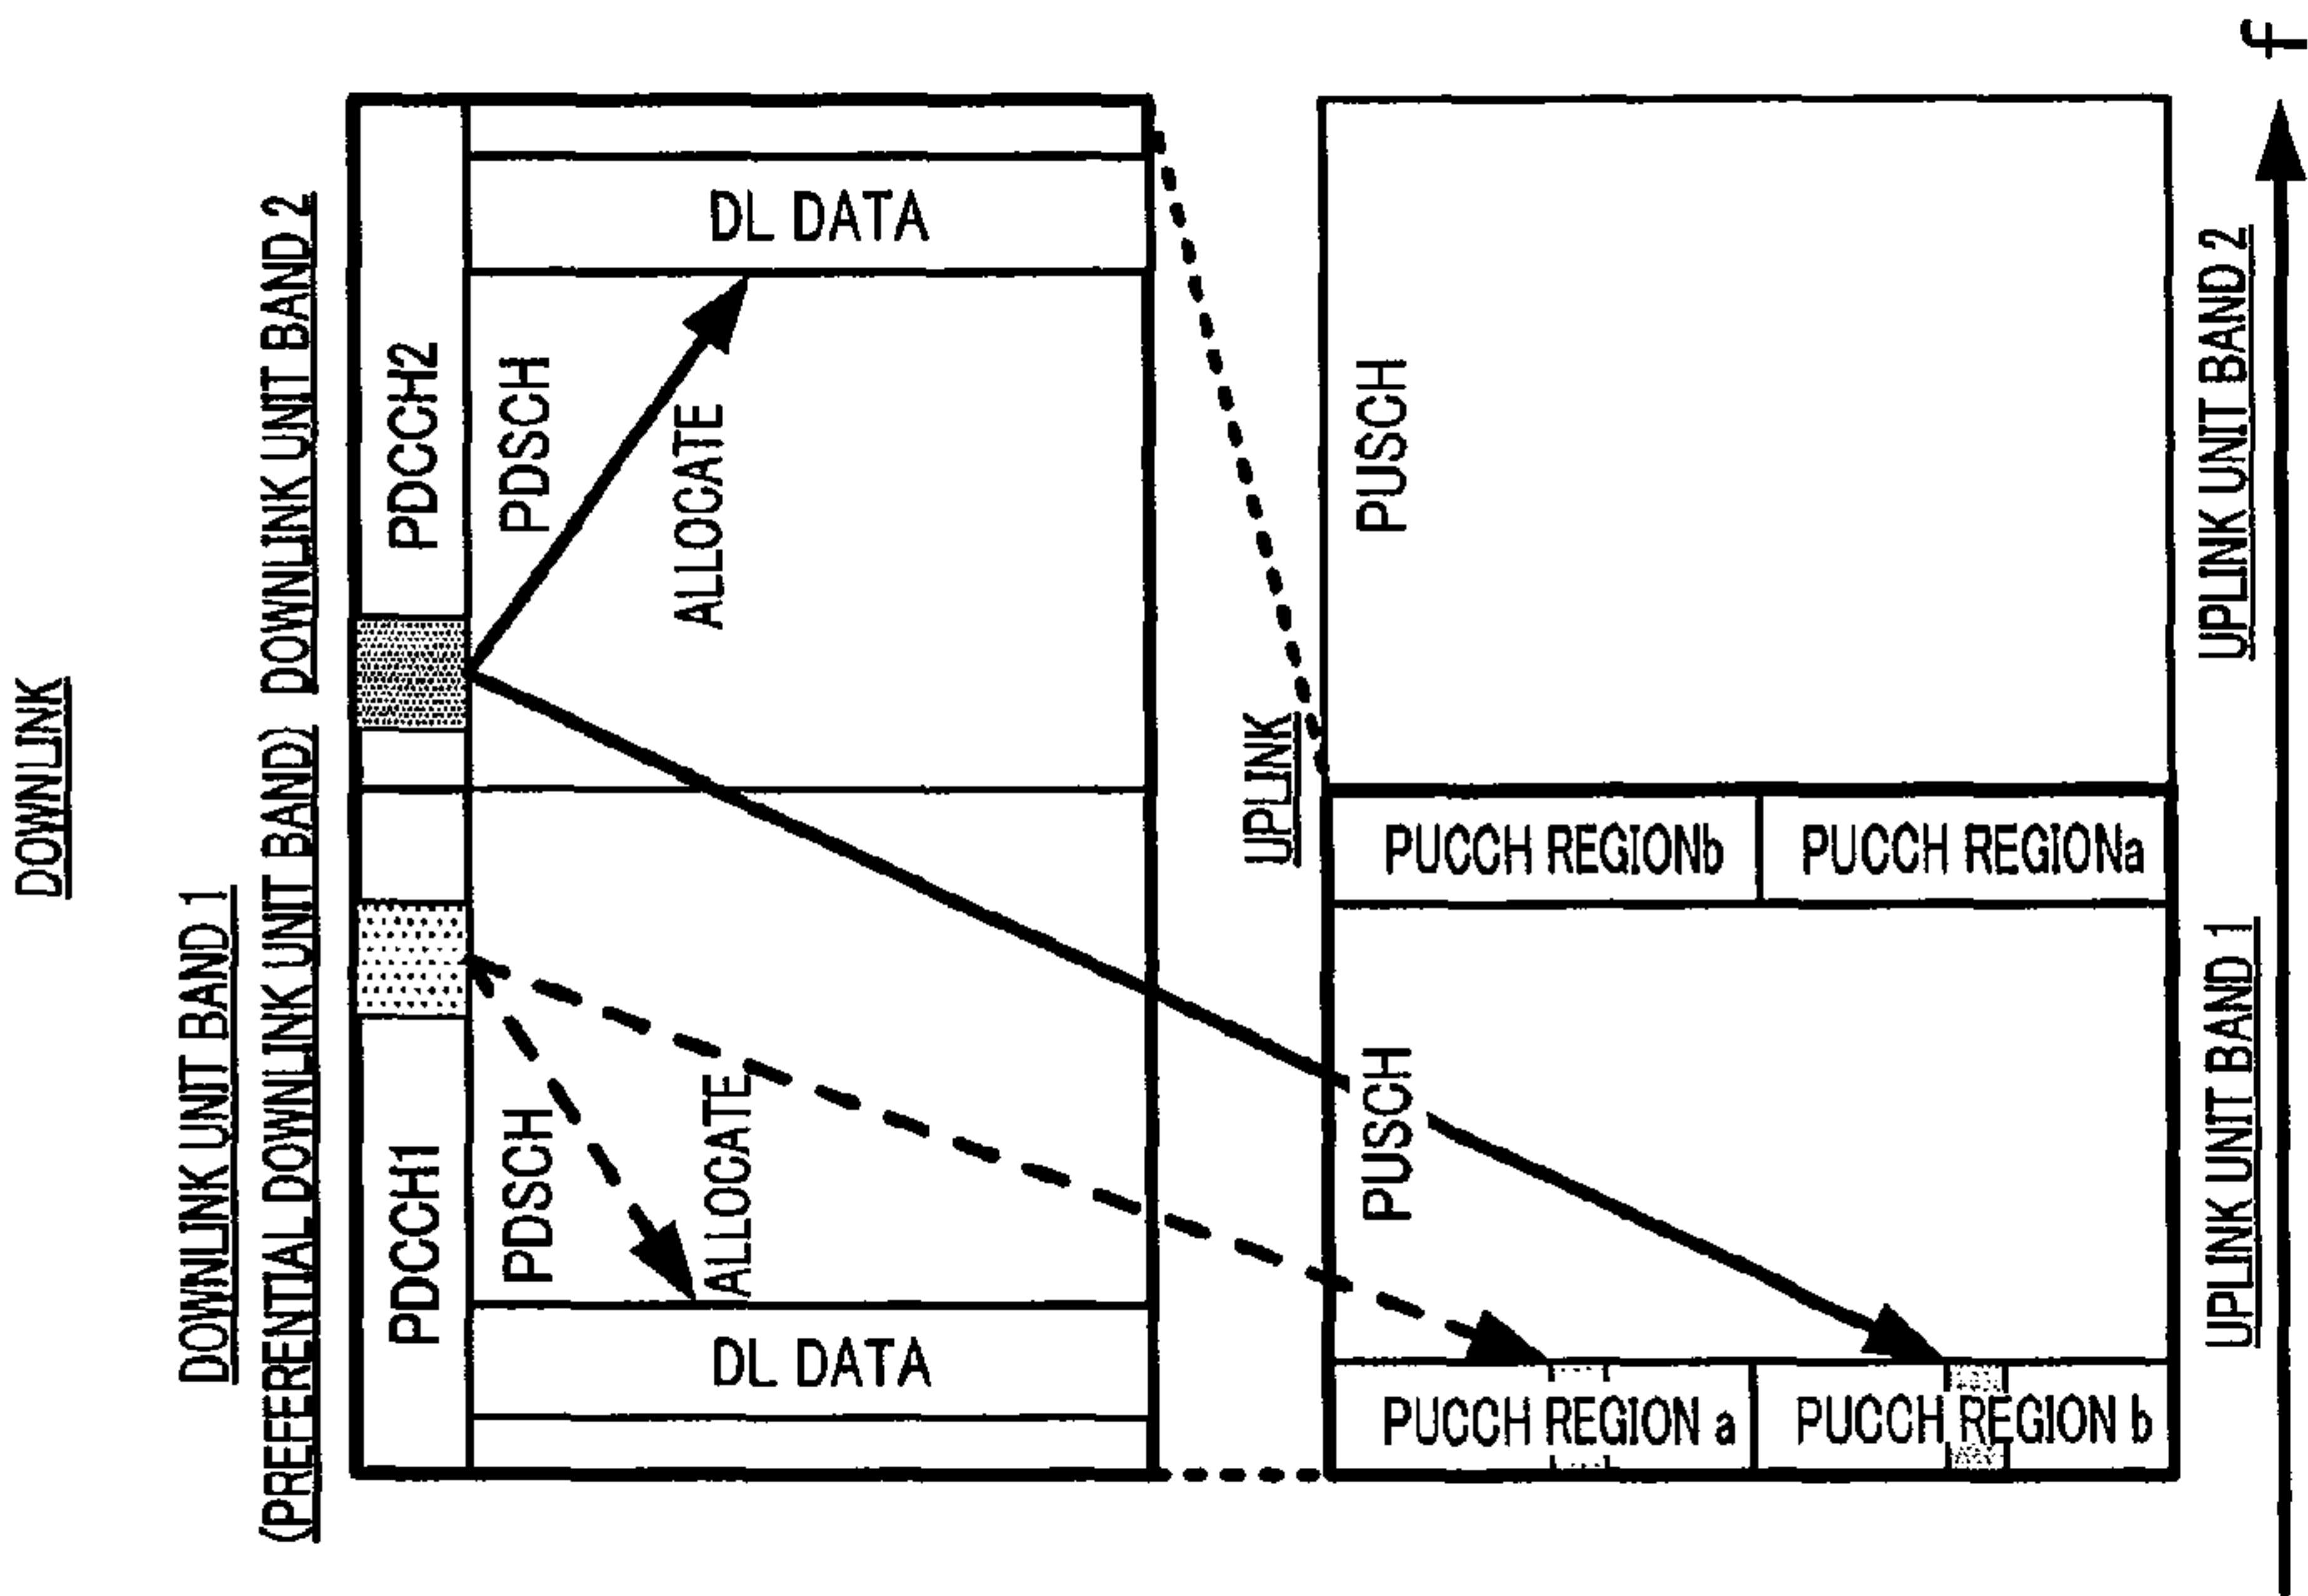 DOWNLINK
DOWNLINK UNIT BAND 1
(PREFERENTIAL DOWNLINK UNIT BAND)
DOWNLINK UNIT BAND 2
PDCCH1
PDCCH2
PDSCH
PDSCH
ALLOCATE
ALLOCATE
DL DATA
DL DATA
UPLINK
PUSCH
PUSCH
PUCCH REGION a
PUCCH REGIONb
PUCCH REGION b
PUCCH REGIONa
UPLINK UNIT BAND 1
UPLINK UNIT BAND 2
f